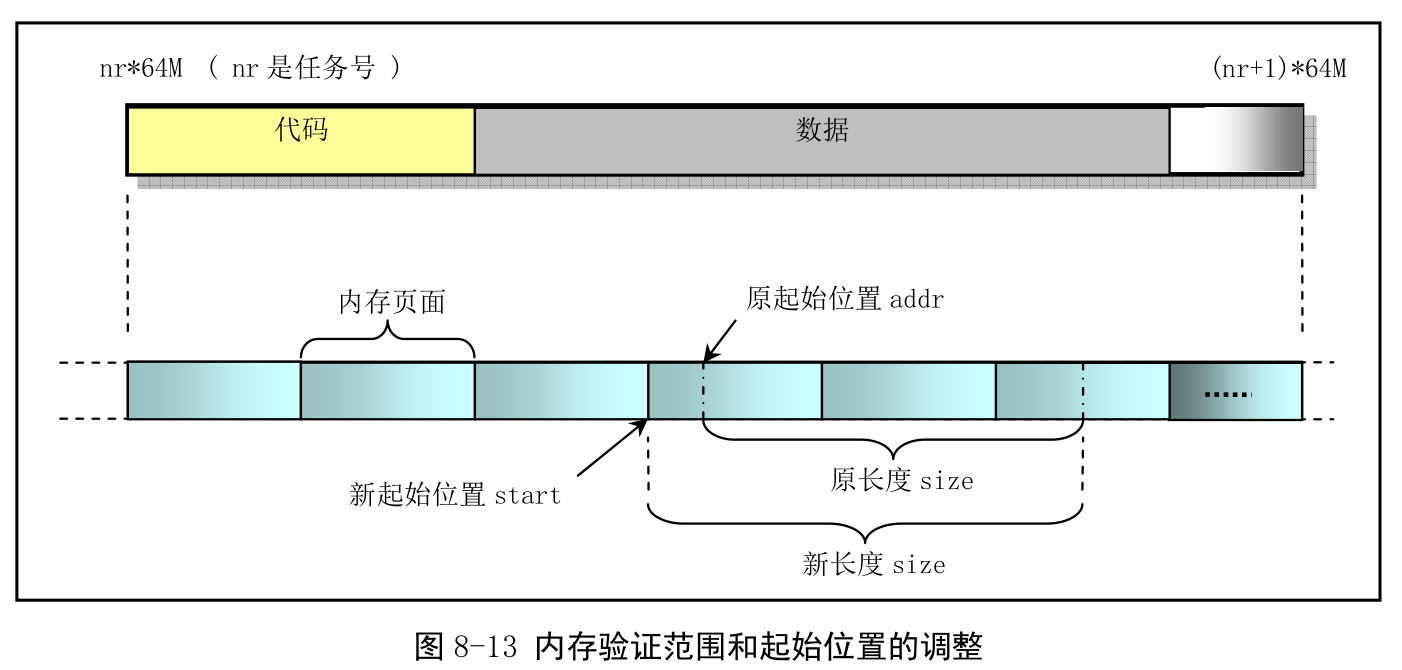 nr*64M ( nr 是任务号 )
(nr+1)*64M
代码
数据
内存页面
原起始位置 addr
......
原长度 size
新起始位置 start
新长度 size
图 8-13 内存验证范围和起始位置的调整